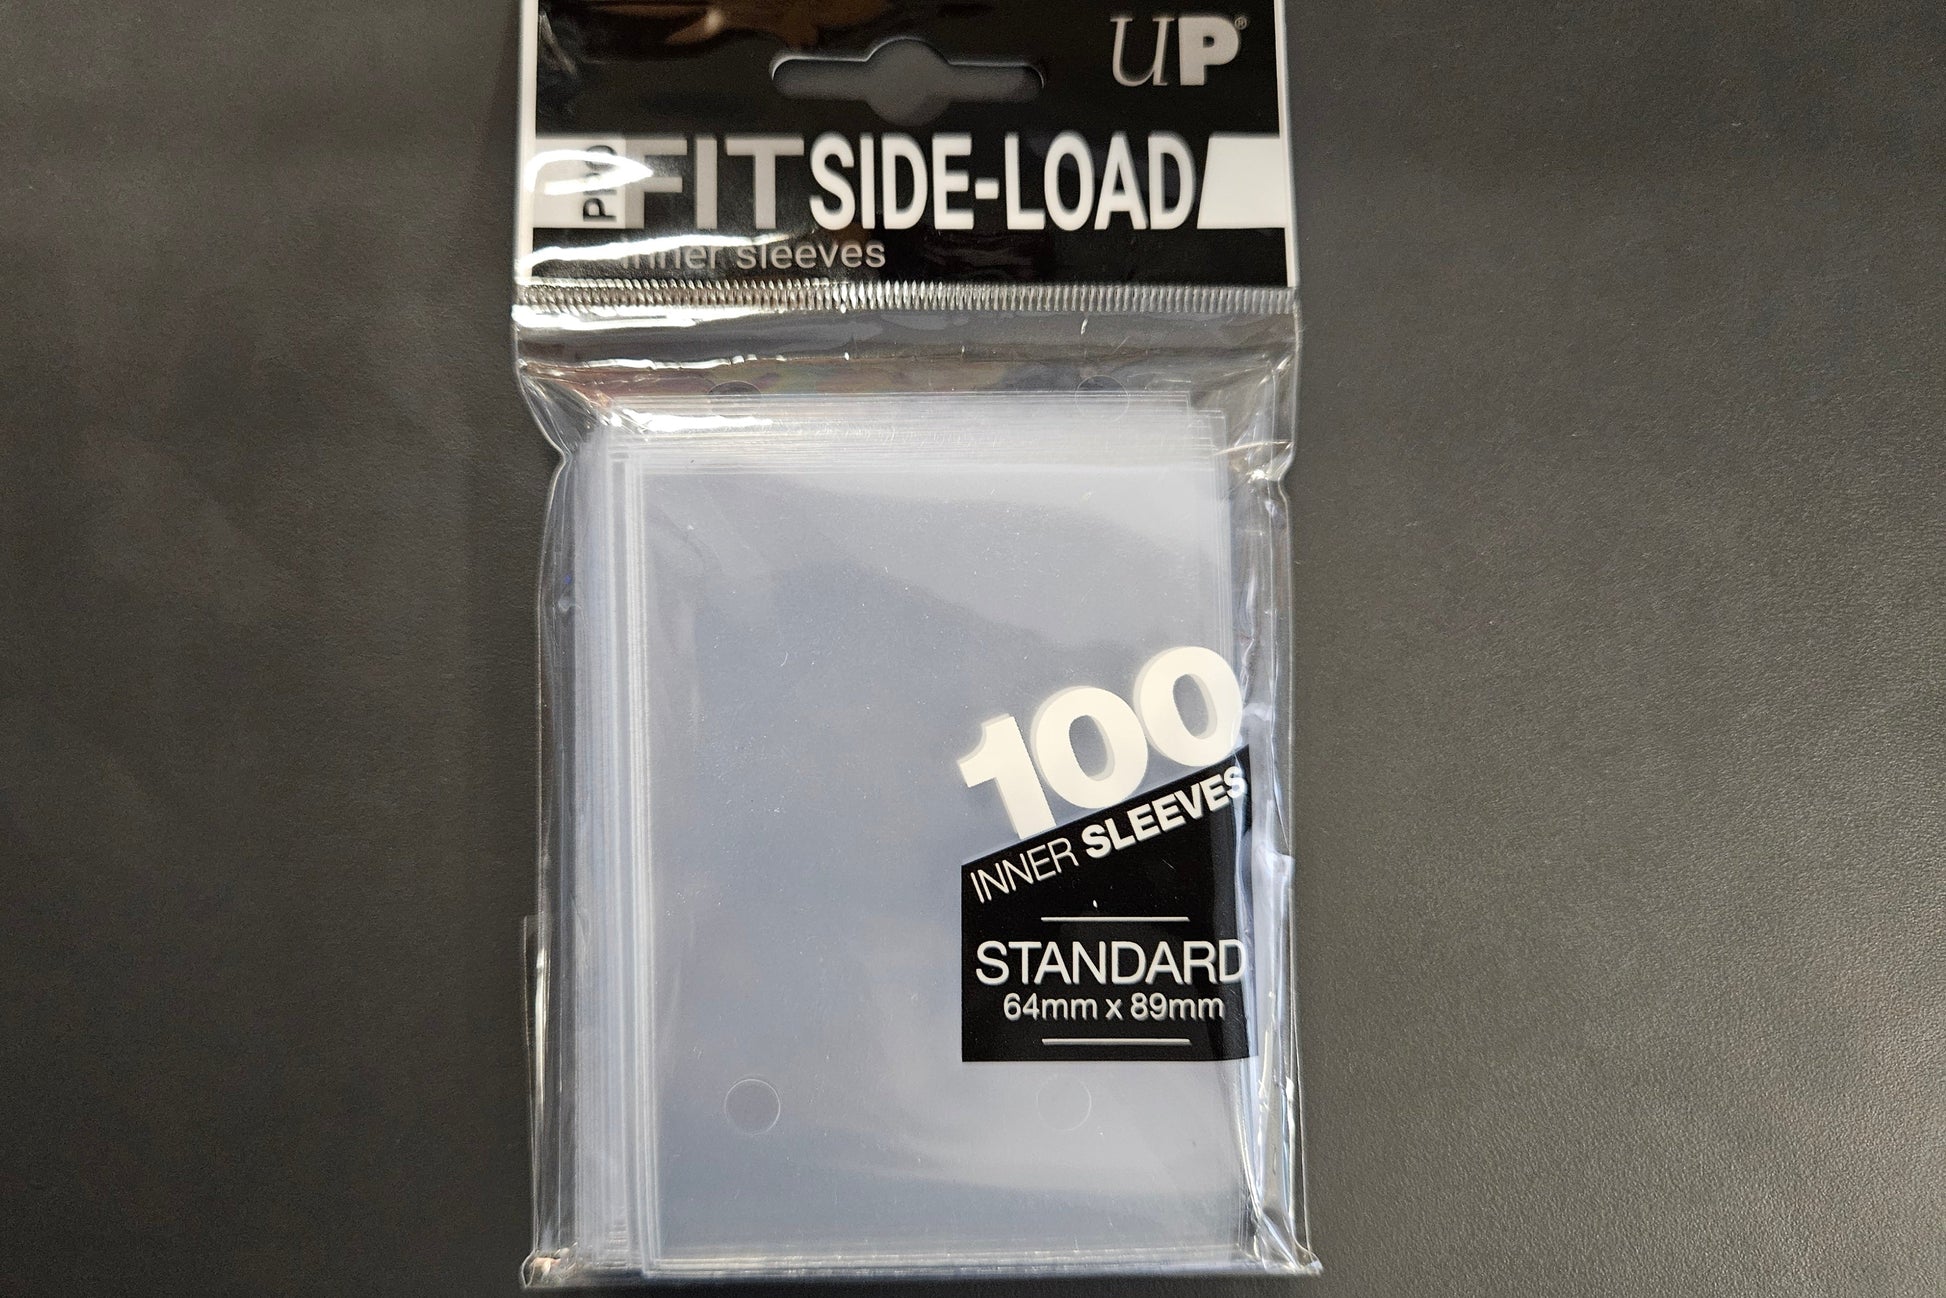 UP®
PRO FIT SIDE-LOAD
inner sleeves
100
INNER SLEEVES
STANDARD
64mm x 89mm